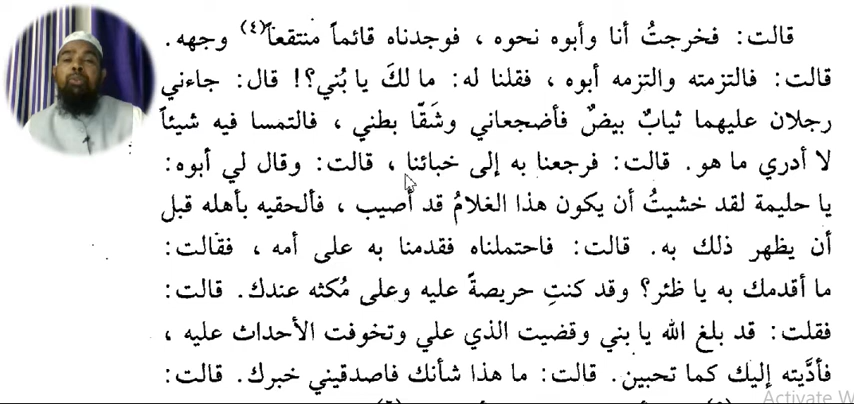 قالت: فخرجتُ أنا وأبوه نحوه ، فوجدناه قائماً منتقعاً(٤) وجهه .
قالت: فالتزمته والتزمه أبوه ، فقلنا له: ما لكَ يا بُني؟! قال: جاءني
رجلان عليهما ثيابٌ بيضٌ فأضجعاني وشَقّا بطني ، فالتمسا فيه شيئاً
لا أدري ما هو. قالت: فرجعنا به إلى خبائنا ، قالت: وقال لي أبوه:
يا حليمة لقد خشيتُ أن يكون هذا الغلامُ قد أُصيب ، فألحقيه بأهله قبل
أن يظهر ذلك به. قالت: فاحتملناه فقدمنا به على أمه ، فقالت:
ما أقدمك به يا ظئر؟ وقد كنتِ حريصةً عليه وعلى مُكثه عندك. قالت:
فقلت: قد بلغ الله يا بني وقضيت الذي علي وتخوفت الأحداث عليه ،
فأدَّيته إليك كما تحبين. قالت: ما هذا شأنك فاصدقيني خبرك. قالت:
Activate W